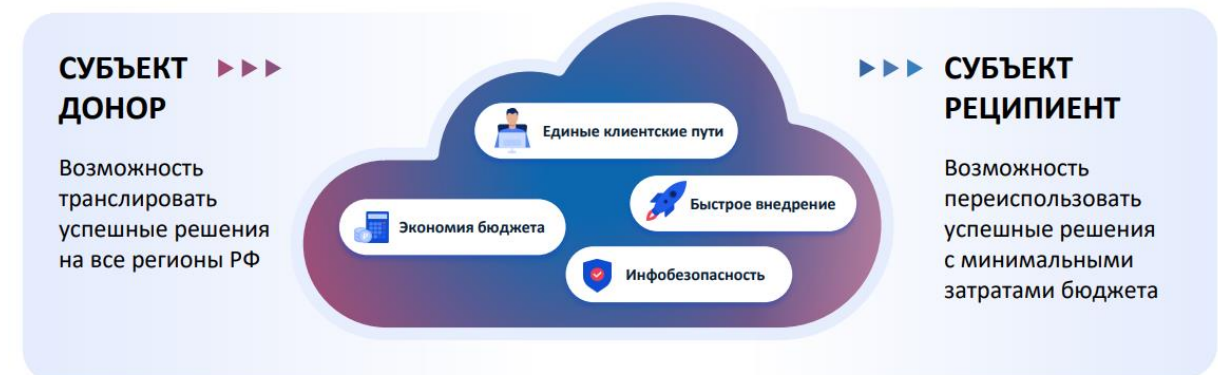 СУБЪЕКТ
ДОНОР
Возможность
транслировать
успешные решения
на все регионы РФ
Единые клиентские пути
Быстрое внедрение
Экономия бюджета
Инфобезопасность
СУБЪЕКТ
РЕЦИПИЕНТ
Возможность
переиспользовать
успешные решения
с минимальными
затратами бюджета